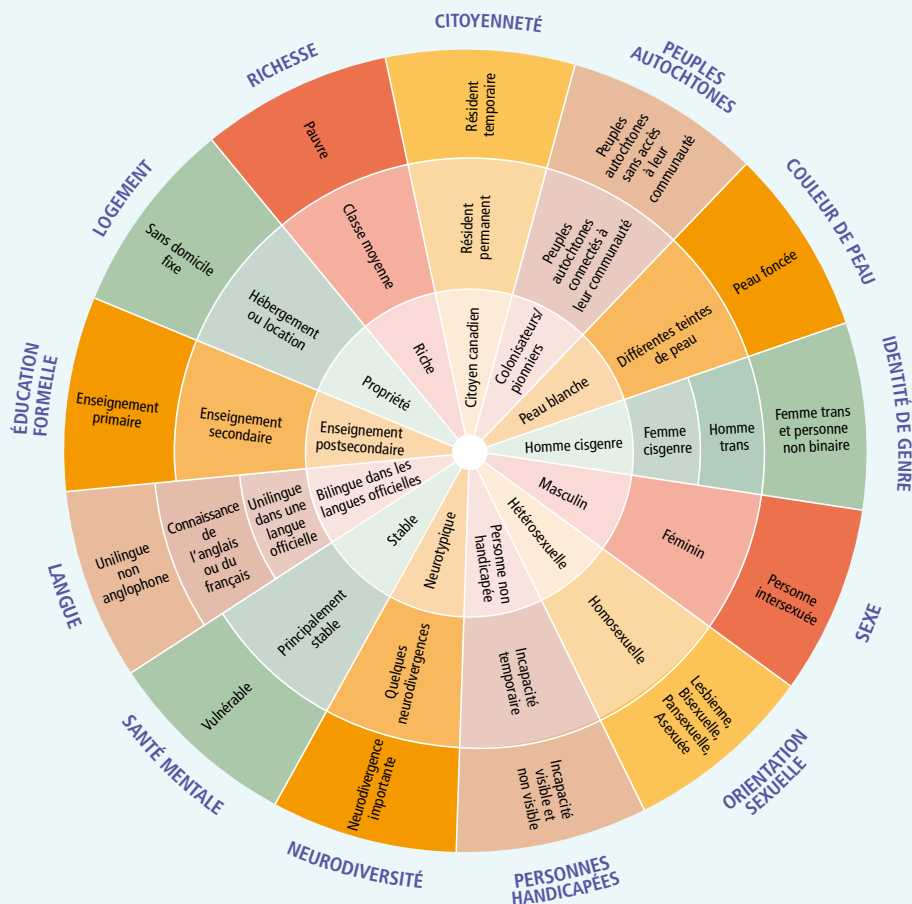 CITOYENNETÉ
Résident
temporaire
Résident
permanent
Citoyen canadien
PEUPLES
AUTOCHTONES
Peuples
autochtones
sans accès
à leur
communauté
Peuples
autochtones
connectés à
leur communauté
Colonisateurs/
pionniers
COULEUR DE PEAU
Peau foncée
Différentes teintes
de peau
Peau blanche
IDENTITÉ DE GENRE
Femme trans
et personne
non binaire
Homme
trans
Femme
cisgenre
Homme cisgenre
SEXE
Personne
intersexuée
Féminin
Masculin
ORIENTATION
SEXUELLE
Lesbienne,
Bisexuelle,
Pansexuelle,
Asexuée
Homosexuelle
Hétérosexuelle
PERSONNES
HANDICAPÉES
Incapacité
visible et
non visible
Incapacité
temporaire
Personne non
handicapée
NEURODIVERSITÉ
Neurodivergence
importante
Quelques
neurodivergences
Neurotypique
SANTÉ MENTALE
Vulnérable
Principalement
stable
Stable
LANGUE
Unilingue
non
anglophone
Connaissance
de
l'anglais
ou du
français
Unilingue
dans une
langue
officielle
Bilingue dans les
langues officielles
ÉDUCATION
FORMELLE
Enseignement
primaire
Enseignement
secondaire
Enseignement
postsecondaire
LOGEMENT
Sans domicile
fixe
Hébergement
ou location
Propriété
RICHESSE
Pauvre
Classe moyenne
Riche